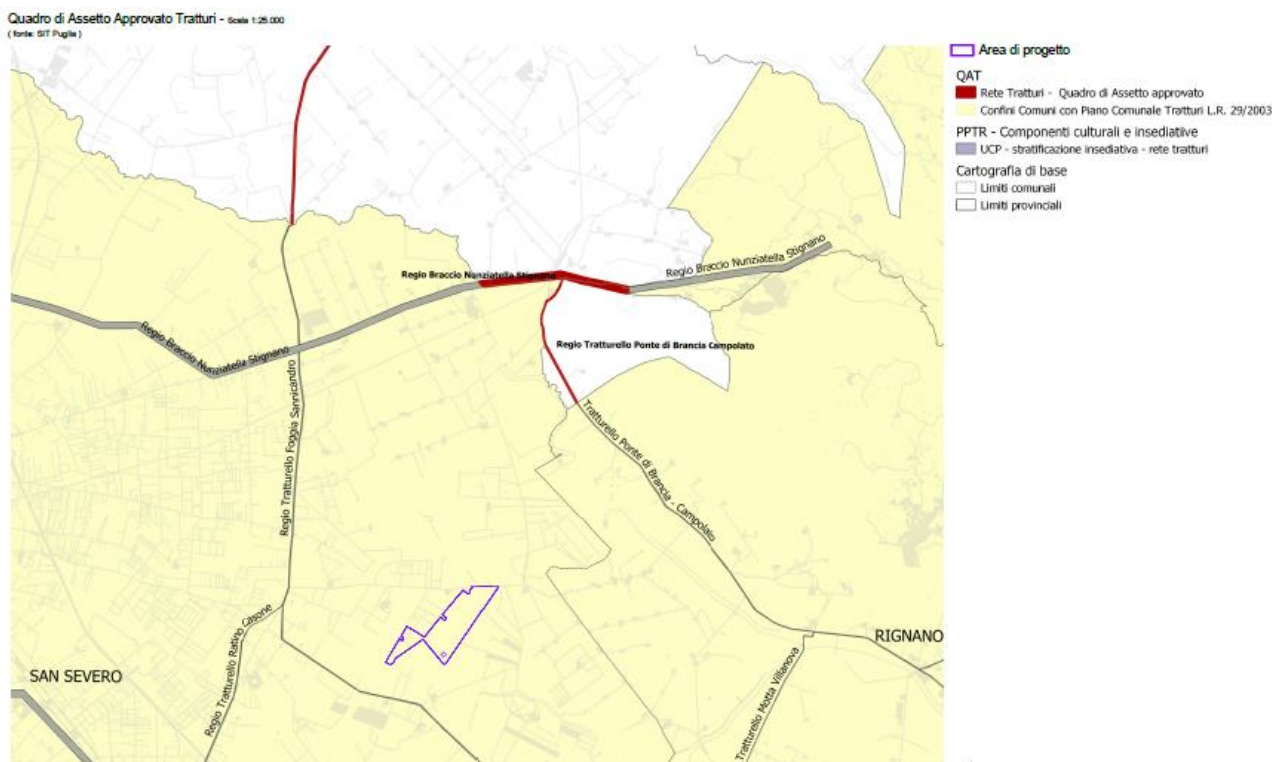 Quadro di Assetto Approvato Tratturi - Scala 1:25.000
( fonte: SIT Puglia )
Area di progetto
QAT
Rete Tratturi - Quadro di Assetto approvato
Confini Comuni con Piano Comunale Tratturi L.R. 29/2003
PPTR - Componenti culturali e insediative
UCP - stratificazione insediativa - rete tratturi
Cartografia di base
Limiti comunali
Limiti provinciali
Regio Braccio Nunziatella Stignano
Regio Braccio Nunziatella Stignano
Regio Braccio Nunziatella Stignano
Regio Tratturello Ponte di Brancia Campolato
Regio Tratturello Foggia Sannicandro
Tratturello Ponte di Brancia - Campolato
Regio Tratturello Ratino Casone
RIGNANO
SAN SEVERO
Tratturello Motta Villanova